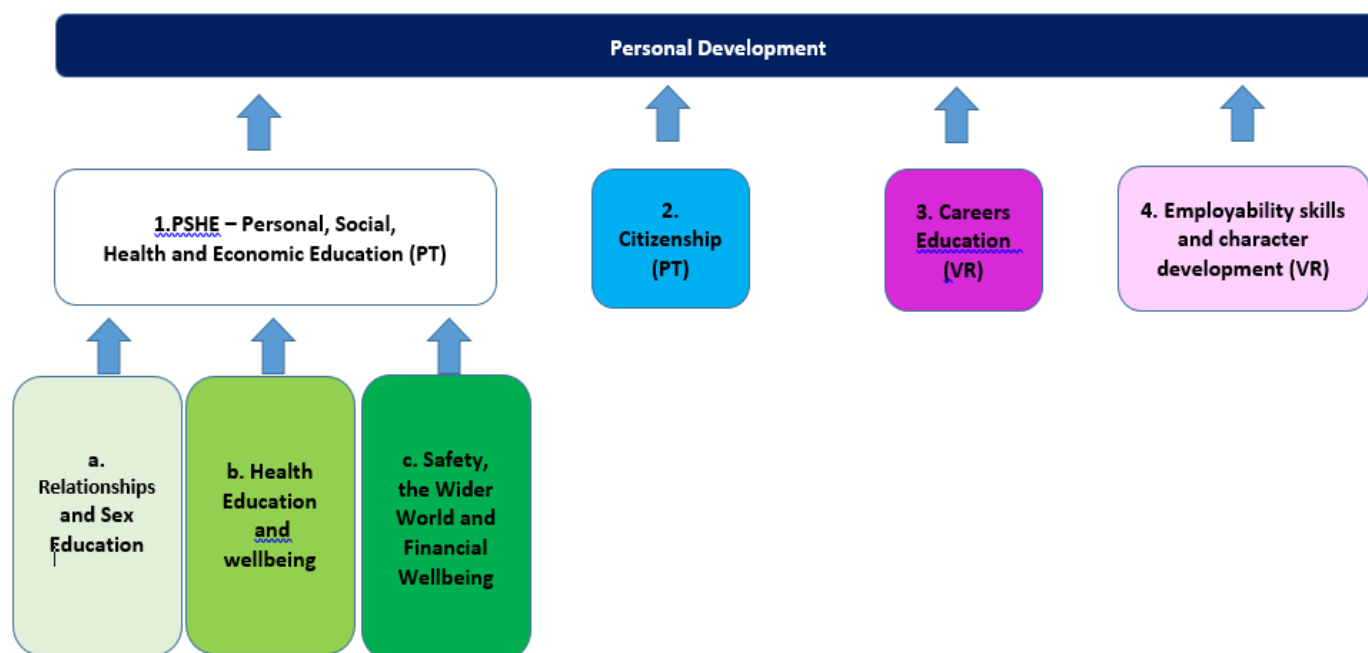 Personal Development
1.PSHE – Personal, Social,
Health and Economic Education (PT)
2.
Citizenship
(PT)
3. Careers
Education
(VR)
4. Employability skills
and character
development (VR)
a.
Relationships
and Sex
Education
b. Health
Education
and
wellbeing
c. Safety,
the Wider
World and
Financial
Wellbeing